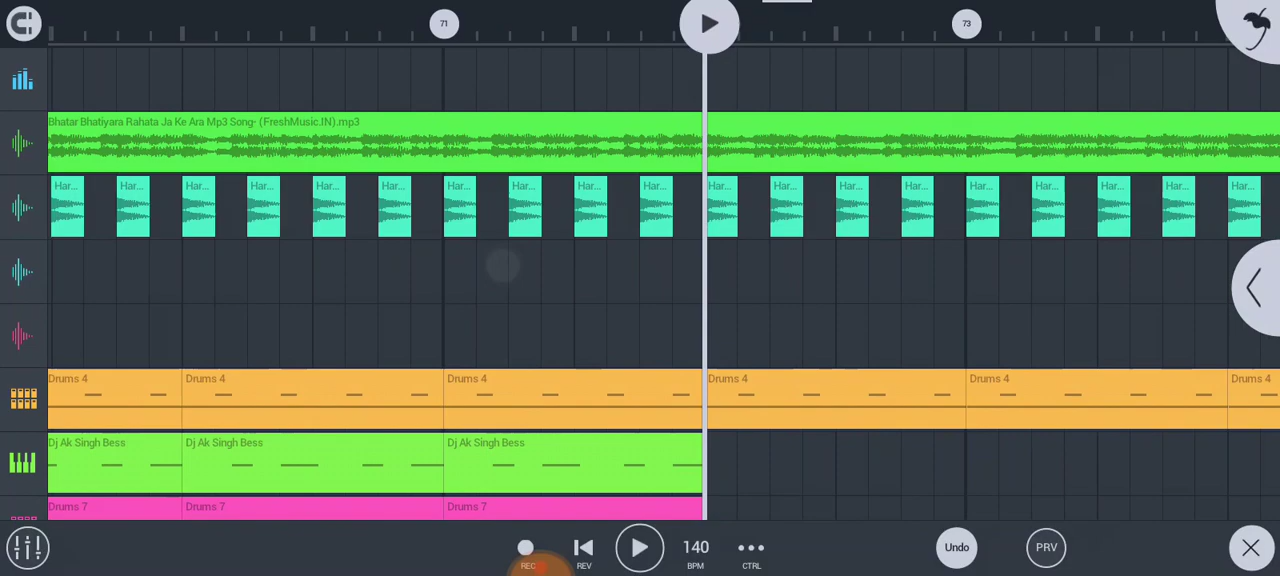 71
73
Bhatar Bhatiyara Rahata Ja Ke Ara Mp3 Song- (FreshMusic.IN).mp3
Har... Har... Har... Har... Har... Har... Har... Har... Har... Har... Har... Har... Har... Har... Har... Har... Har... Har... Har...
Drums 4 Drums 4 Drums 4 Drums 4 Drums 4 Drums 4
Dj Ak Singh Bess Dj Ak Singh Bess Dj Ak Singh Bess
Drums 7 Drums 7 Drums 7
140 Undo PRV
REC REV BPM CTRL